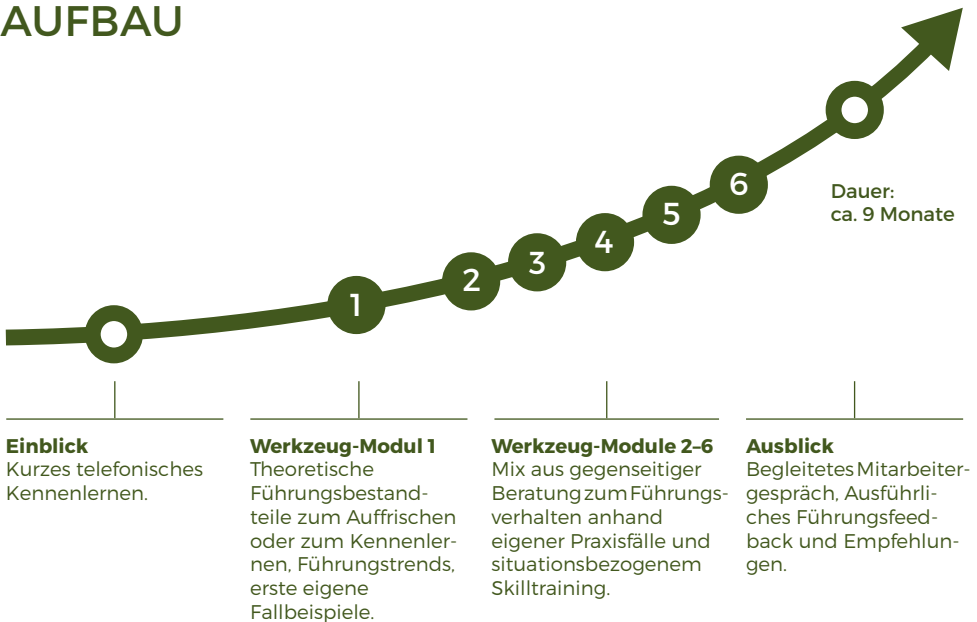 AUFBAU
1
2
3
4
5
6
Dauer:
ca. 9 Monate
Einblick
Kurzes telefonisches
Kennenlernen.
Werkzeug-Modul 1
Theoretische
Führungsbestand-
teile zum Auffrischen
oder zum Kennenler-
nen, Führungstrends,
erste eigene
Fallbeispiele.
Werkzeug-Module 2–6
Mix aus gegenseitiger
Beratung zum Führungs-
verhalten anhand
eigener Praxisfälle und
situationsbezogenem
Skilltraining.
Ausblick
Begleitetes Mitarbeiter-
gespräch, Ausführli-
ches Führungsfeed-
back und Empfehlun-
gen.